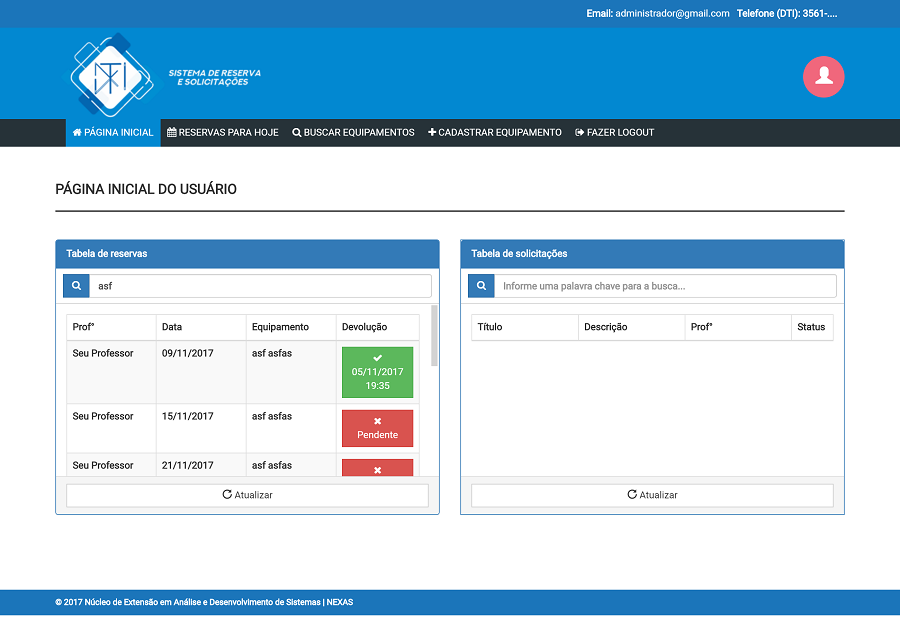 Email: administrador@gmail.com Telefone (DTI): 3561-....
SISTEMA DE RESERVA
E SOLICITAÇÕES
PÁGINA INICIAL RESERVAS PARA HOJE BUSCAR EQUIPAMENTOS CADASTRAR EQUIPAMENTO FAZER LOGOUT
PÁGINA INICIAL DO USUÁRIO
Tabela de reservas
asf
Prof° Data Equipamento Devolução
Seu Professor 09/11/2017 asf asfas
05/11/2017
19:35
Seu Professor 15/11/2017 asf asfas
Pendente
Seu Professor 21/11/2017 asf asfas
Atualizar
Tabela de solicitações
Informe uma palavra chave para a busca...
Título Descrição Prof° Status
Atualizar
© 2017 Núcleo de Extensão em Análise e Desenvolvimento de Sistemas | NEXAS